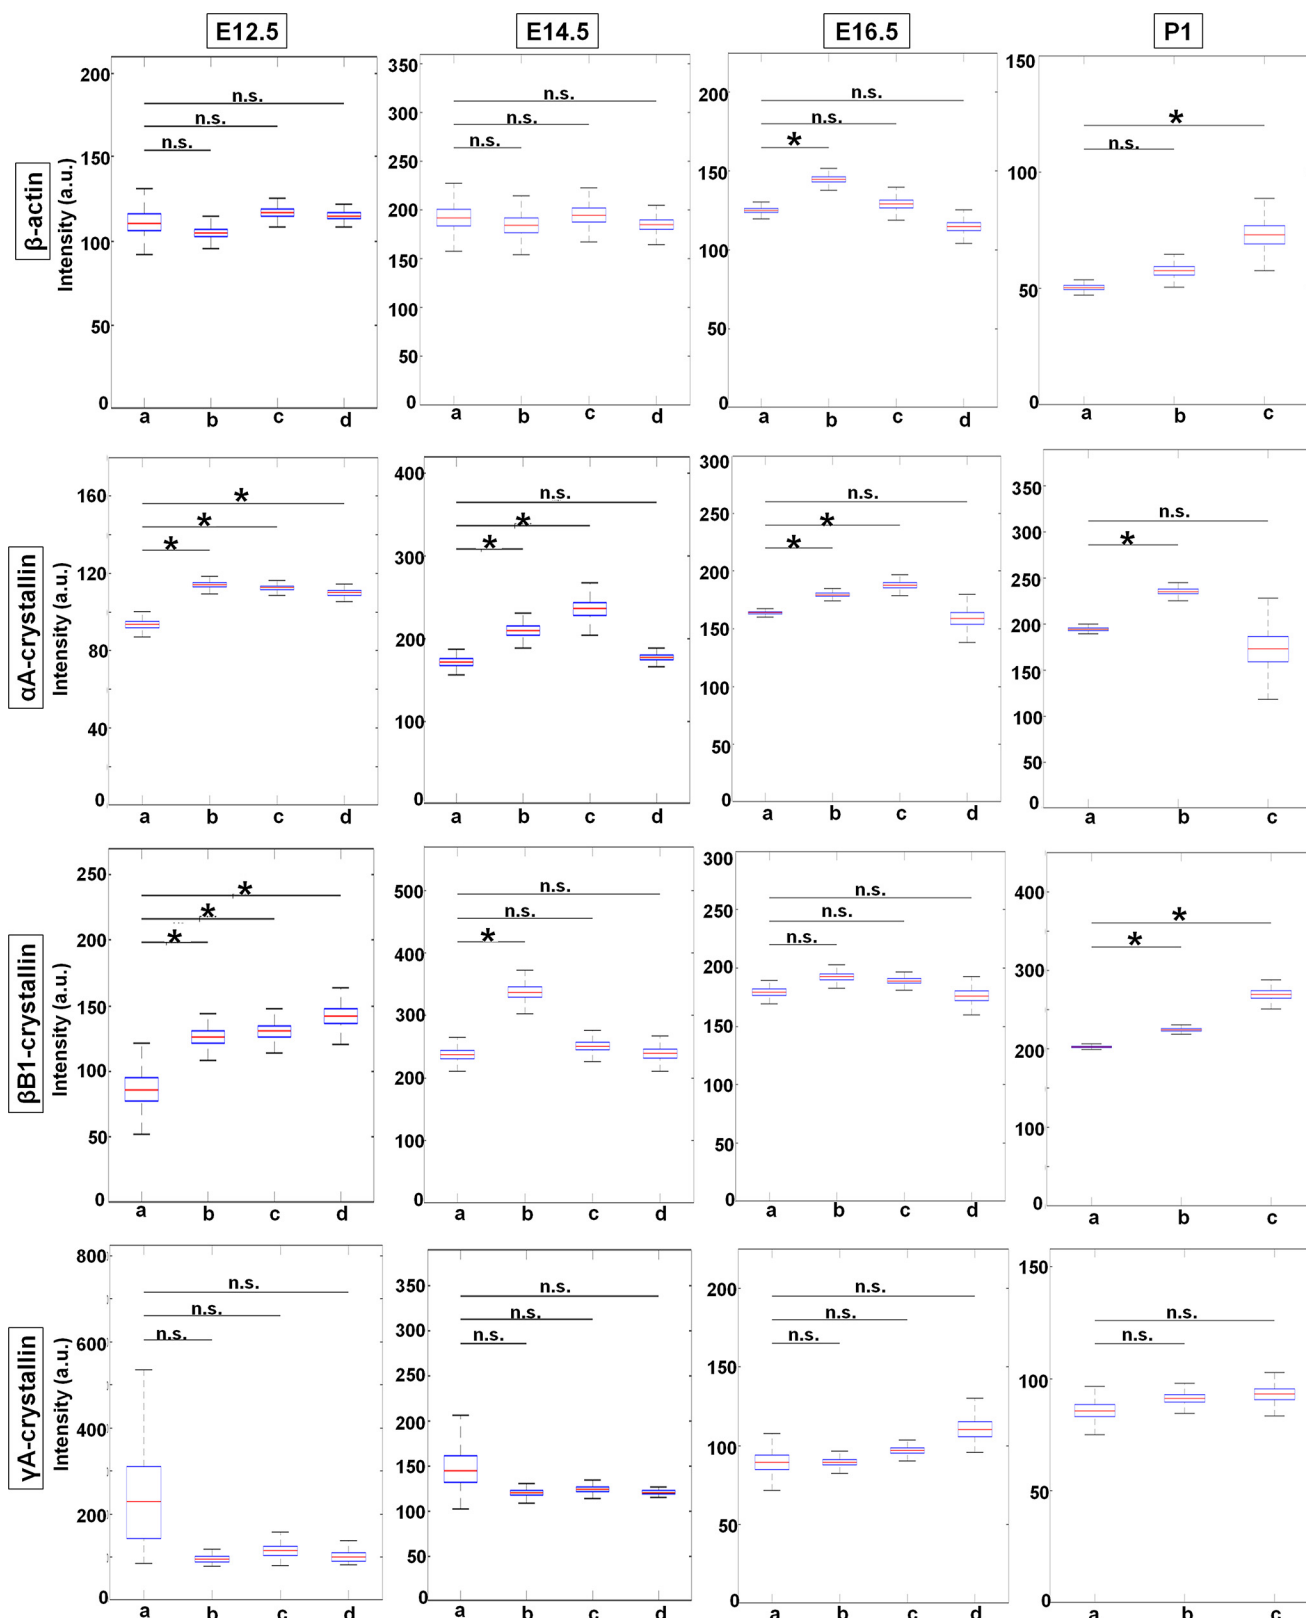 E12.5 E14.5 E16.5 P1
β-actin
Intensity (a.u.)
200
150
100
50
0
n.s.
n.s.
n.s.
a b c d
350
300
250
200
150
100
50
0
n.s.
n.s.
n.s.
a b c d
200
150
100
50
0
n.s.
n.s.
*
a b c d
150
100
50
0
*
n.s.
a b c
αA-crystallin
Intensity (a.u.)
160
120
80
40
0
*
*
*
a b c d
400
300
200
100
0
n.s.
*
*
a b c d
300
250
200
150
100
50
0
n.s.
*
*
a b c d
350
300
250
200
150
100
50
0
n.s.
*
a b c
βB1-crystallin
Intensity (a.u.)
250
200
150
100
50
0
*
*
*
a b c d
500
400
300
200
100
0
n.s.
n.s.
*
a b c d
300
250
200
150
100
50
0
n.s.
n.s.
n.s.
a b c d
400
300
200
100
0
*
*
a b c
γA-crystallin
Intensity (a.u.)
800
600
400
200
0
n.s.
n.s.
n.s.
a b c d
350
300
250
200
150
100
50
0
n.s.
n.s.
n.s.
a b c d
200
150
100
50
0
n.s.
n.s.
n.s.
a b c d
150
100
50
0
n.s.
n.s.
a b c